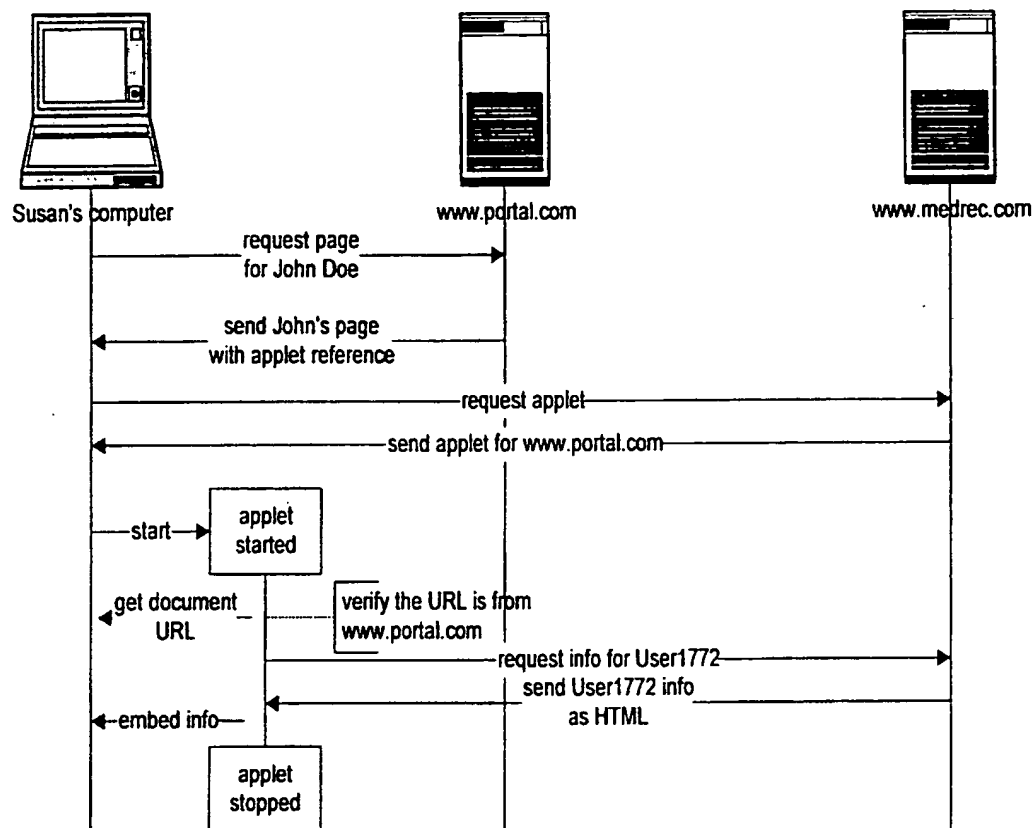 Susan's computer
www.portal.com
www.medrec.com
request page
for John Doe
send John's page
with applet reference
request applet
send applet for www.portal.com
start
applet
started
get document
URL
verify the URL is from
www.portal.com
request info for User1772
send User1772 info
as HTML
embed info
applet
stopped